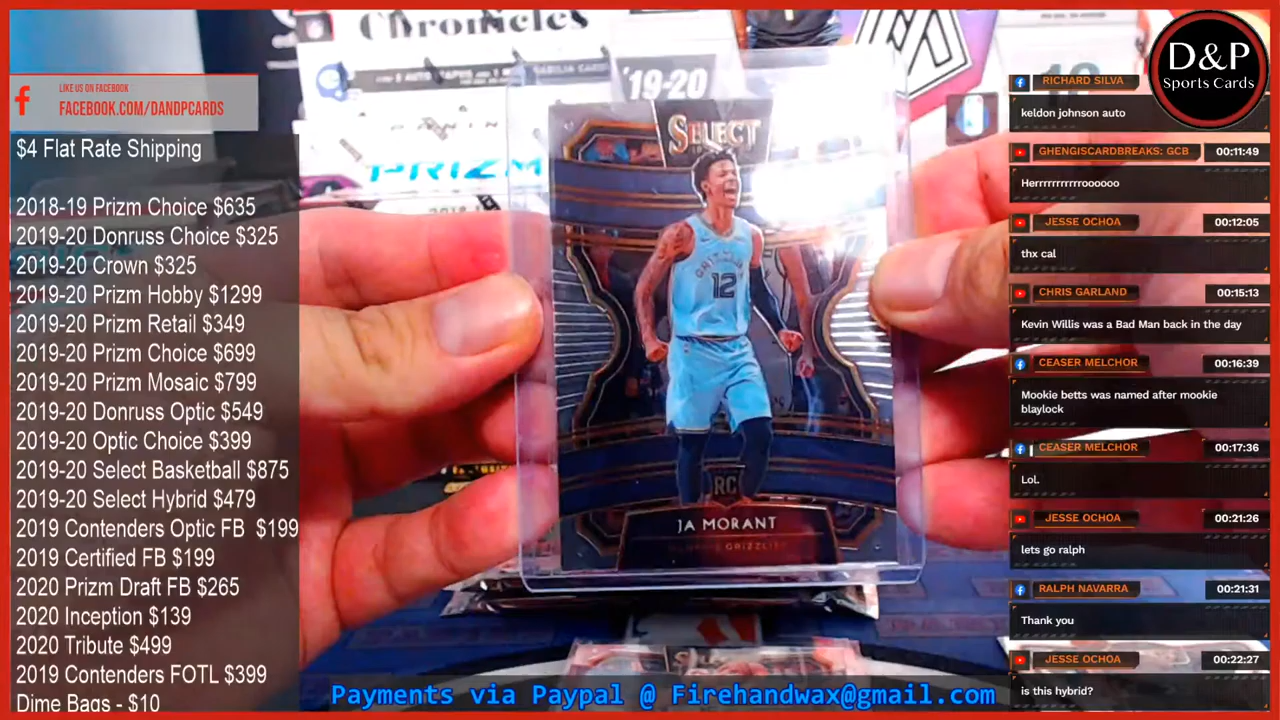 LIKE US ON FACEBOOK
FACEBOOK.COM/DANDPCARDS
$4 Flat Rate Shipping
2018-19 Prizm Choice $635
2019-20 Donruss Choice $325
2019-20 Crown $325
2019-20 Prizm Hobby $1299
2019-20 Prizm Retail $349
2019-20 Prizm Choice $699
2019-20 Prizm Mosaic $799
2019-20 Donruss Optic $549
2019-20 Optic Choice $399
2019-20 Select Basketball $875
2019-20 Select Hybrid $479
2019 Contenders Optic FB $199
2019 Certified FB $199
2020 Prizm Draft FB $265
2020 Inception $139
2020 Tribute $499
2019 Contenders FOTL $399
Dime Bags - $10
Chronicles
PANINI
PRIZM
'19-20
SELECT
GRIZZLIES
12
RC
JA MORANT
MEMPHIS GRIZZLIES
SELECT
Payments via Paypal @ Firehandwax@gmail.com
D&P
Sports Cards
RICHARD SILVA
keldon johnson auto
GHENGISCARDBREAKS: GCB 00:11:49
Herrrrrrrrrroooooo
JESSE OCHOA 00:12:05
thx cal
CHRIS GARLAND 00:15:13
Kevin Willis was a Bad Man back in the day
CEASER MELCHOR 00:16:39
Mookie betts was named after mookie
blaylock
CEASER MELCHOR 00:17:36
Lol.
JESSE OCHOA 00:21:26
lets go ralph
RALPH NAVARRA 00:21:31
Thank you
JESSE OCHOA 00:22:27
is this hybrid?